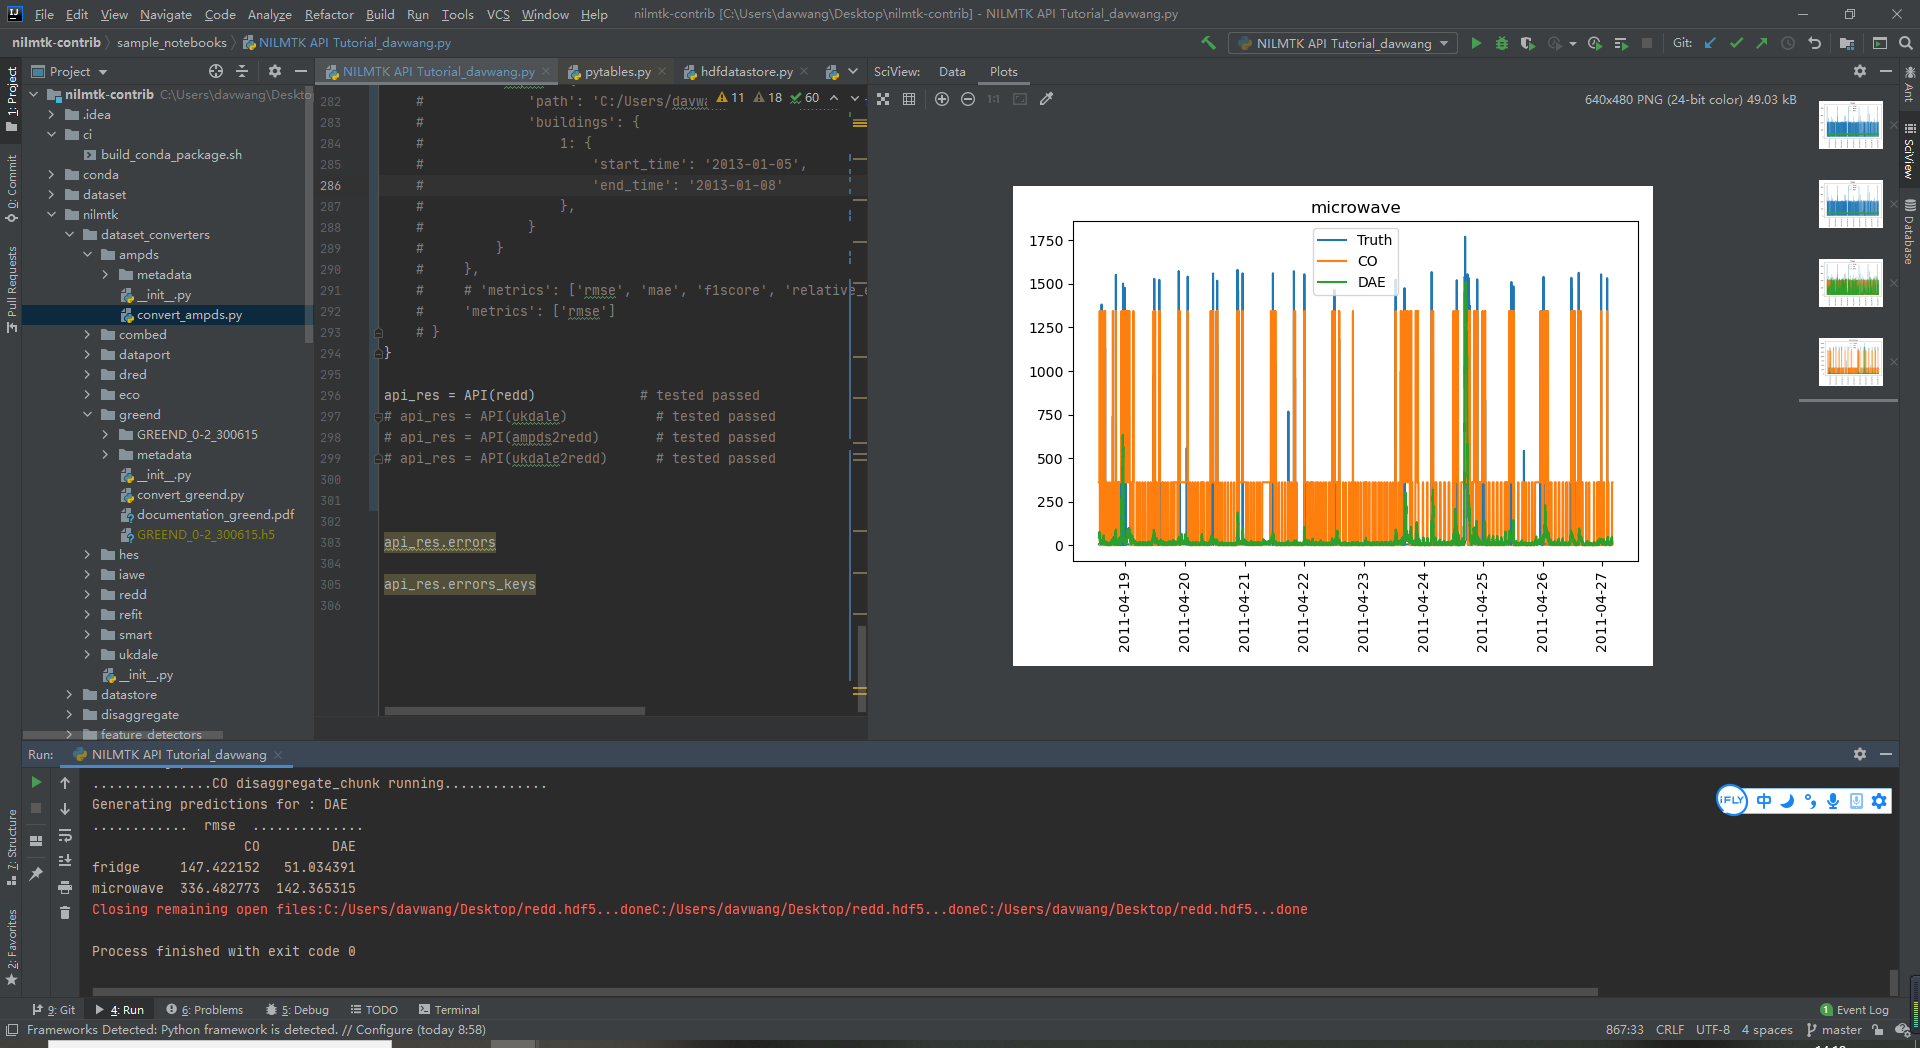 File Edit View Navigate Code Analyze Refactor Build Run Tools VCS Window Help nilmtk-contrib [C:\Users\davwang\Desktop\nilmtk-contrib] - NILMTK API Tutorial_davwang.py
nilmtk-contrib sample_notebooks NILMTK API Tutorial_davwang.py
NILMTK API Tutorial_davwang Git:
Project
NILMTK API Tutorial_davwang.py pytables.py hdfdatastore.py
SciView: Data Plots
1: Project
0: Commit
Pull Requests
7: Structure
2: Favorites
nilmtk-contrib C:\Users\davwang\Deskto
.idea
ci
build_conda_package.sh
conda
dataset
nilmtk
dataset_converters
ampds
metadata
__init__.py
convert_ampds.py
combed
dataport
dred
eco
greend
GREEND_0-2_300615
metadata
__init__.py
convert_greend.py
documentation_greend.pdf
GREEND_0-2_300615.h5
hes
iawe
redd
refit
smart
ukdale
__init__.py
datastore
disaggregate
feature_detectors
11 18 60
282 # 'path': 'C:/Users/davwa
283 # 'buildings': {
284 # 1: {
285 # 'start_time': '2013-01-05',
286 # 'end_time': '2013-01-08'
287 # },
288 # }
289 # }
290 # },
291 # # 'metrics': ['rmse', 'mae', 'f1score', 'relative_e
292 # 'metrics': ['rmse']
293 # }
294 }
295
296 api_res = API(redd) # tested passed
297 # api_res = API(ukdale) # tested passed
298 # api_res = API(ampds2redd) # tested passed
299 # api_res = API(ukdale2redd) # tested passed
300
301
302
303 api_res.errors
304
305 api_res.errors_keys
306
1:1
640x480 PNG (24-bit color) 49.03 kB
microwave
Truth
CO
DAE
1750
1500
1250
1000
750
500
250
0
2011-04-19
2011-04-20
2011-04-21
2011-04-22
2011-04-23
2011-04-24
2011-04-25
2011-04-26
2011-04-27
Ant
SciView
Database
Run: NILMTK API Tutorial_davwang
...............CO disaggregate_chunk running.............
Generating predictions for : DAE
............ rmse ..............
CO DAE
fridge 147.422152 51.034391
microwave 336.482773 142.365315
Closing remaining open files:C:/Users/davwang/Desktop/redd.hdf5...doneC:/Users/davwang/Desktop/redd.hdf5...doneC:/Users/davwang/Desktop/redd.hdf5...done
Process finished with exit code 0
iFLY 中
9: Git 4: Run 6: Problems 5: Debug TODO Terminal 1 Event Log
Frameworks Detected: Python framework is detected. // Configure (today 8:58) 867:33 CRLF UTF-8 4 spaces master